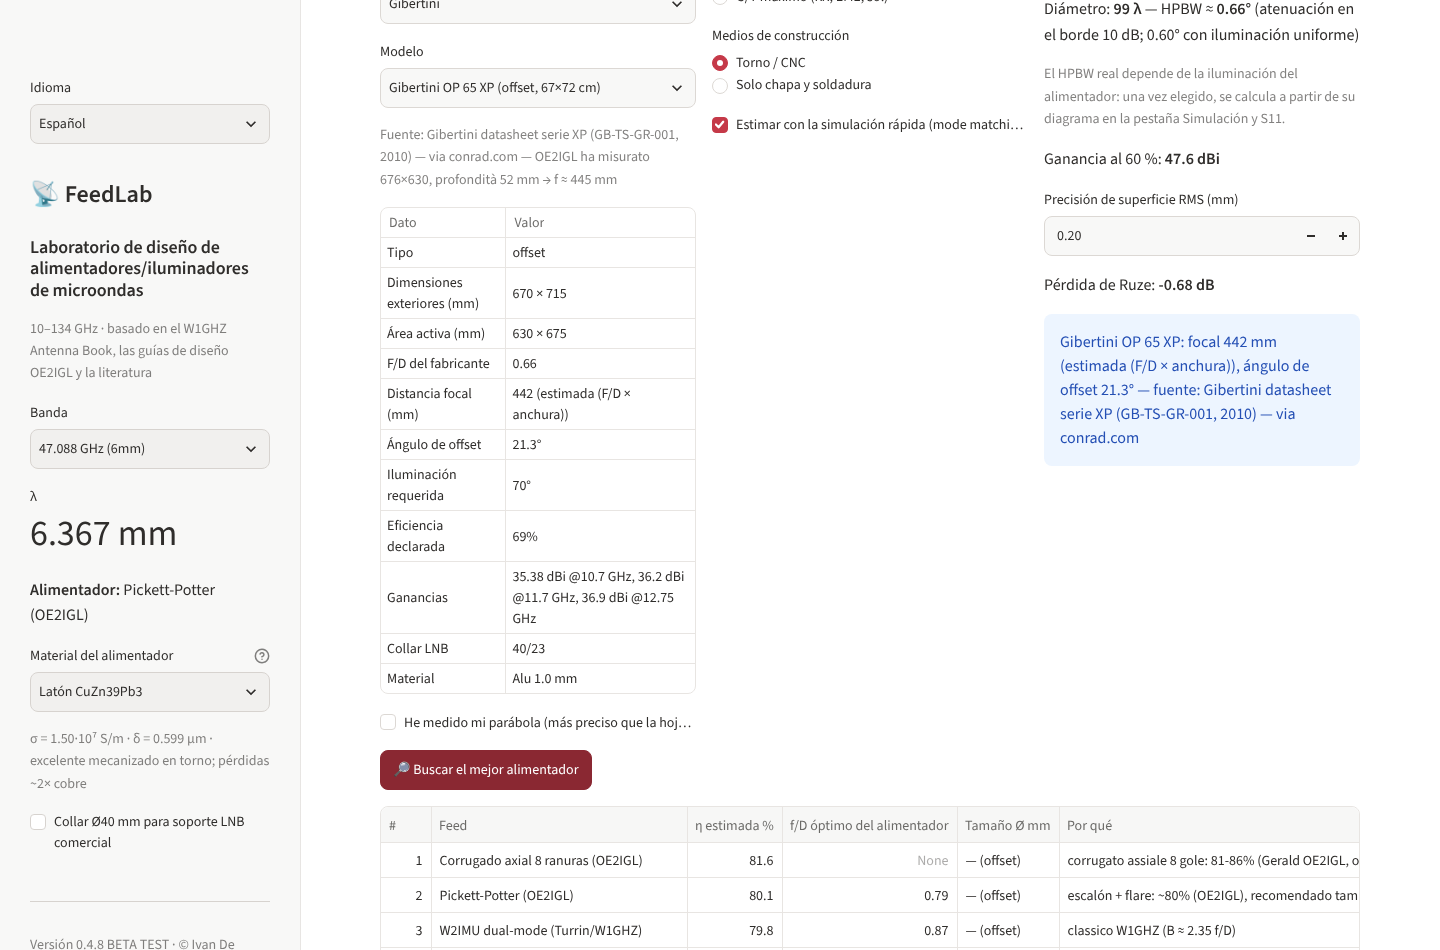 Idioma
Español
📡 FeedLab
Laboratorio de diseño de
alimentadores/iluminadores
de microondas
10–134 GHz · basado en el W1GHZ
Antenna Book, las guías de diseño
OE2IGL y la literatura
Banda
47.088 GHz (6mm)
λ
6.367 mm
Alimentador: Pickett-Potter
(OE2IGL)
Material del alimentador
Latón CuZn39Pb3
σ = 1.50·10⁷ S/m · δ = 0.599 µm ·
excelente mecanizado en torno; pérdidas
~2× cobre
Collar Ø40 mm para soporte LNB
comercial
Versión 0.4.8 BETA TEST · © Ivan De
Gibertini
Modelo
Gibertini OP 65 XP (offset, 67×72 cm)
Fuente: Gibertini datasheet serie XP (GB-TS-GR-001,
2010) — via conrad.com — OE2IGL ha misurato
676×630, profondità 52 mm → f ≈ 445 mm
Dato Valor
Tipo offset
Dimensiones
exteriores (mm) 670 × 715
Área activa (mm) 630 × 675
F/D del fabricante 0.66
Distancia focal
(mm) 442 (estimada (F/D ×
anchura))
Ángulo de offset 21.3°
Iluminación
requerida 70°
Eficiencia
declarada 69%
Ganancias 35.38 dBi @10.7 GHz, 36.2 dBi
@11.7 GHz, 36.9 dBi @12.75
GHz
Collar LNB 40/23
Material Alu 1.0 mm
He medido mi parábola (más preciso que la hoj…
🔎 Buscar el mejor alimentador
Medios de construcción
Torno / CNC
Solo chapa y soldadura
Estimar con la simulación rápida (mode matchi…
Diámetro: 99 λ — HPBW ≈ 0.66° (atenuación en
el borde 10 dB; 0.60° con iluminación uniforme)
El HPBW real depende de la iluminación del
alimentador: una vez elegido, se calcula a partir de su
diagrama en la pestaña Simulación y S11.
Ganancia al 60 %: 47.6 dBi
Precisión de superficie RMS (mm)
0.20 − +
Pérdida de Ruze: -0.68 dB
Gibertini OP 65 XP: focal 442 mm
(estimada (F/D × anchura)), ángulo de
offset 21.3° — fuente: Gibertini datasheet
serie XP (GB-TS-GR-001, 2010) — via
conrad.com
# Feed η estimada % f/D óptimo del alimentador Tamaño Ø mm Por qué
1 Corrugado axial 8 ranuras (OE2IGL) 81.6 None — (offset) corrugato assiale 8 gole: 81-86% (Gerald OE2IGL, o
2 Pickett-Potter (OE2IGL) 80.1 0.79 — (offset) escalón + flare: ~80% (OE2IGL), recomendado tam
3 W2IMU dual-mode (Turrin/W1GHZ) 79.8 0.87 — (offset) classico W1GHZ (B ≈ 2.35 f/D)